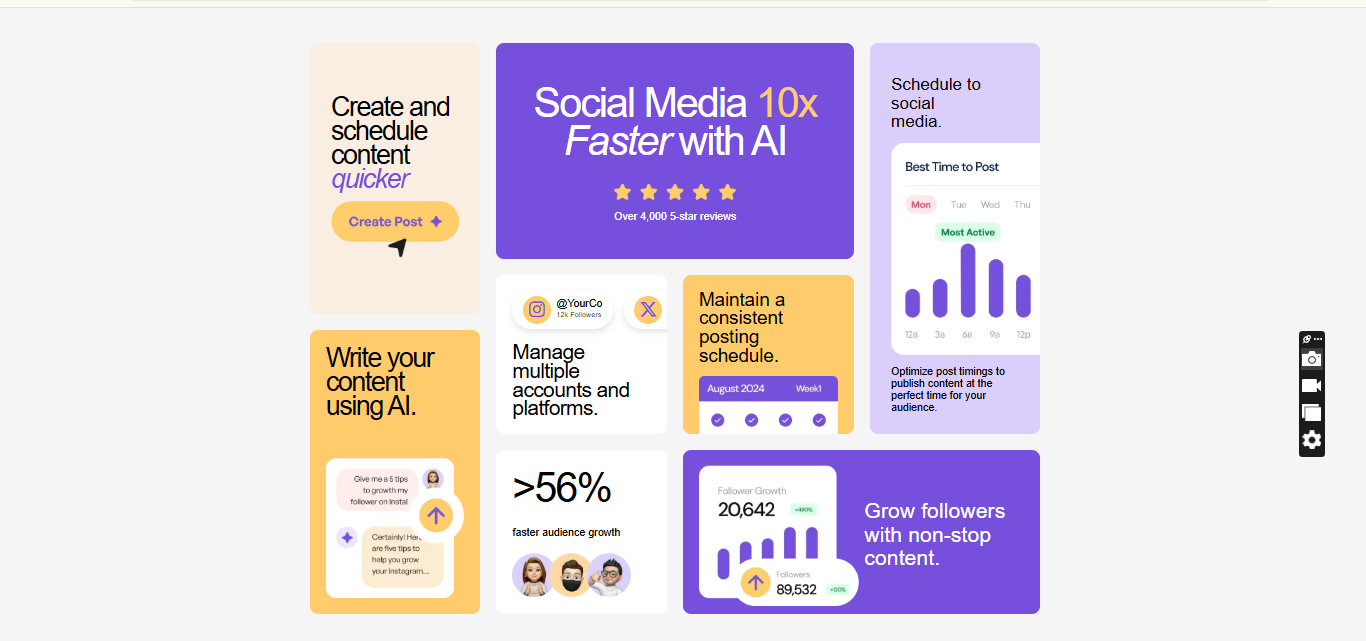 Create and
schedule
content
quicker
Create Post
Social Media 10x
Faster with AI
Over 4,000 5-star reviews
Schedule to
social
media.
Best Time to Post
Mon Tue Wed Thu
Most Active
12a 3a 6a 9a 12p
Optimize post timings to
publish content at the
perfect time for your
audience.
Write your
content
using AI.
Give me a 5 tips
to growth my
follower on Insta!
Certainly! Here
are five tips to
help you grow
your Instagram...
@YourCo
12k Followers
Manage
multiple
accounts and
platforms.
Maintain a
consistent
posting
schedule.
August 2024 Week1
>56%
faster audience growth
Follower Growth
20,642
Followers
89,532
Grow followers
with non-stop
content.